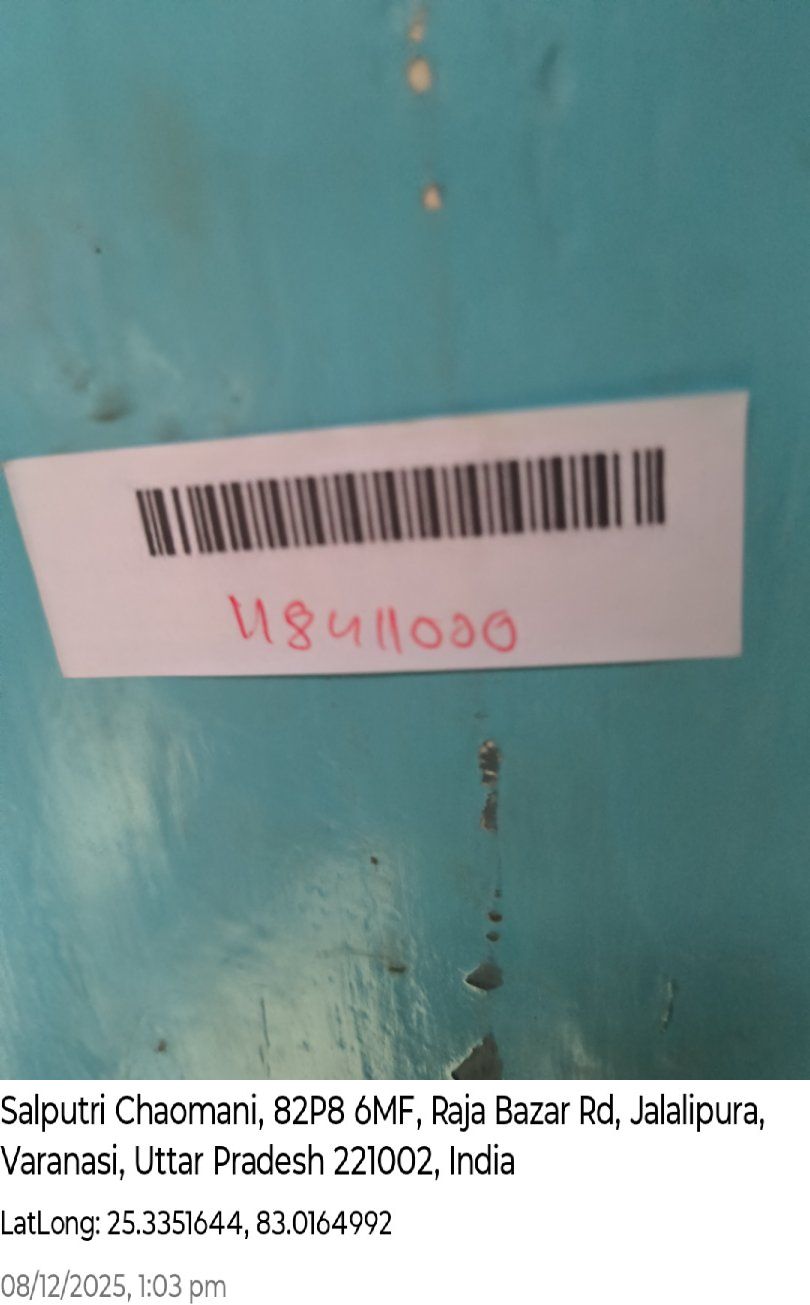 48411000
Salputri Chaomani, 82P8 6MF, Raja Bazar Rd, Jalalipura,
Varanasi, Uttar Pradesh 221002, India
LatLong: 25.3351644, 83.0164992
08/12/2025, 1:03 pm